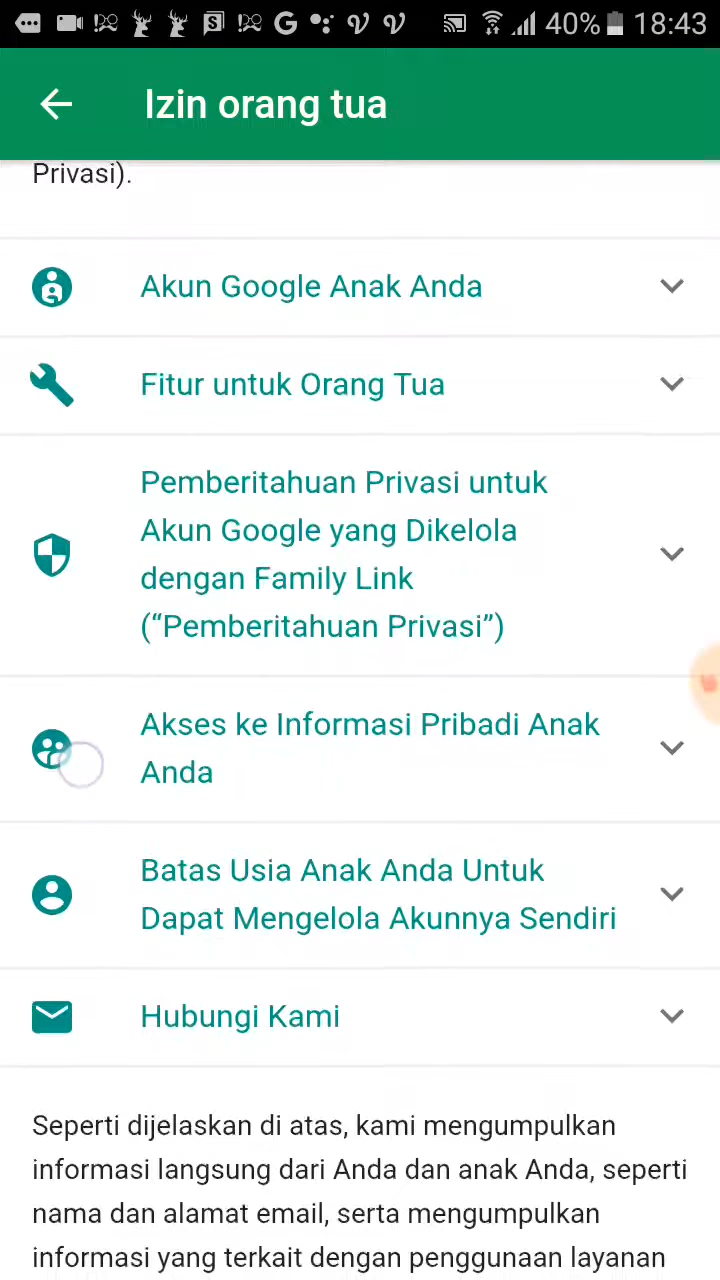 40% 18:43
Izin orang tua
Privasi).
Akun Google Anak Anda
Fitur untuk Orang Tua
Pemberitahuan Privasi untuk
Akun Google yang Dikelola
dengan Family Link
(“Pemberitahuan Privasi”)
Akses ke Informasi Pribadi Anak
Anda
Batas Usia Anak Anda Untuk
Dapat Mengelola Akunnya Sendiri
Hubungi Kami
Seperti dijelaskan di atas, kami mengumpulkan
informasi langsung dari Anda dan anak Anda, seperti
nama dan alamat email, serta mengumpulkan
informasi yang terkait dengan penggunaan layanan